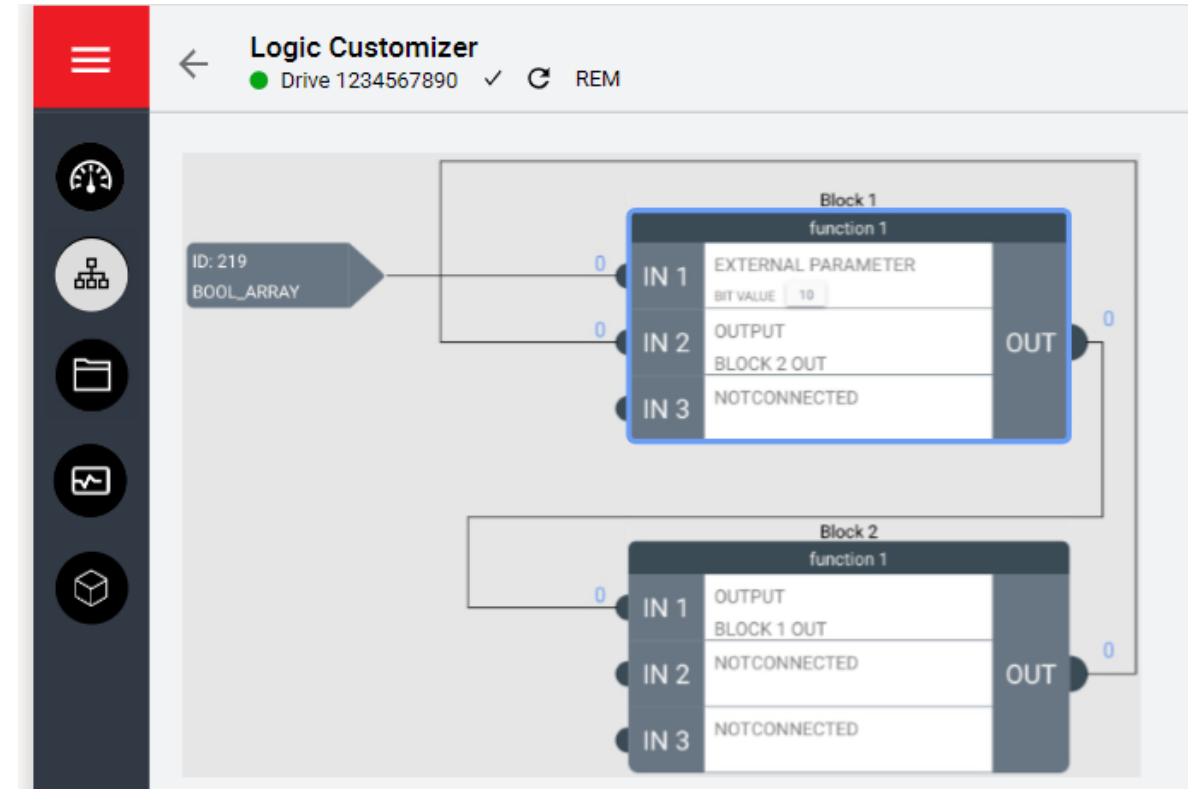 Logic Customizer
Drive 1234567890 REM
Block 1
function 1
ID: 219
BOOL_ARRAY
0
IN 1
EXTERNAL PARAMETER
BIT VALUE 10
0
IN 2
OUTPUT
BLOCK 2 OUT
OUT
0
IN 3
NOTCONNECTED
Block 2
function 1
0
IN 1
OUTPUT
BLOCK 1 OUT
IN 2
NOTCONNECTED
OUT
0
IN 3
NOTCONNECTED